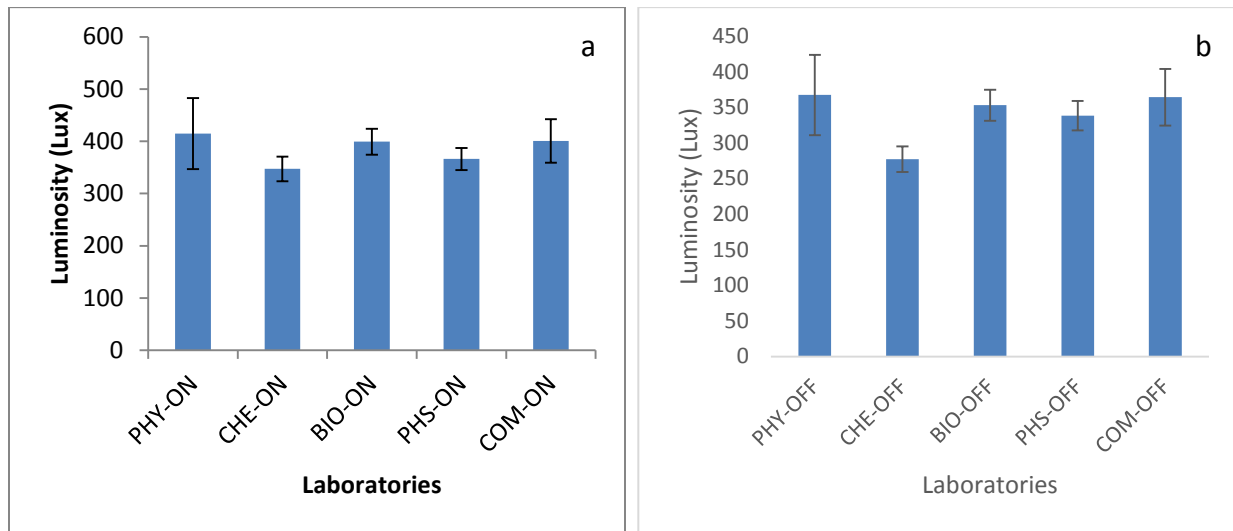 a
Luminosity (Lux)
600
500
400
300
200
100
0
PHY-ON
CHE-ON
BIO-ON
PHS-ON
COM-ON
Laboratories
b
Luminosity (Lux)
450
400
350
300
250
200
150
100
50
0
PHY-OFF
CHE-OFF
BIO-OFF
PHS-OFF
COM-OFF
Laboratories